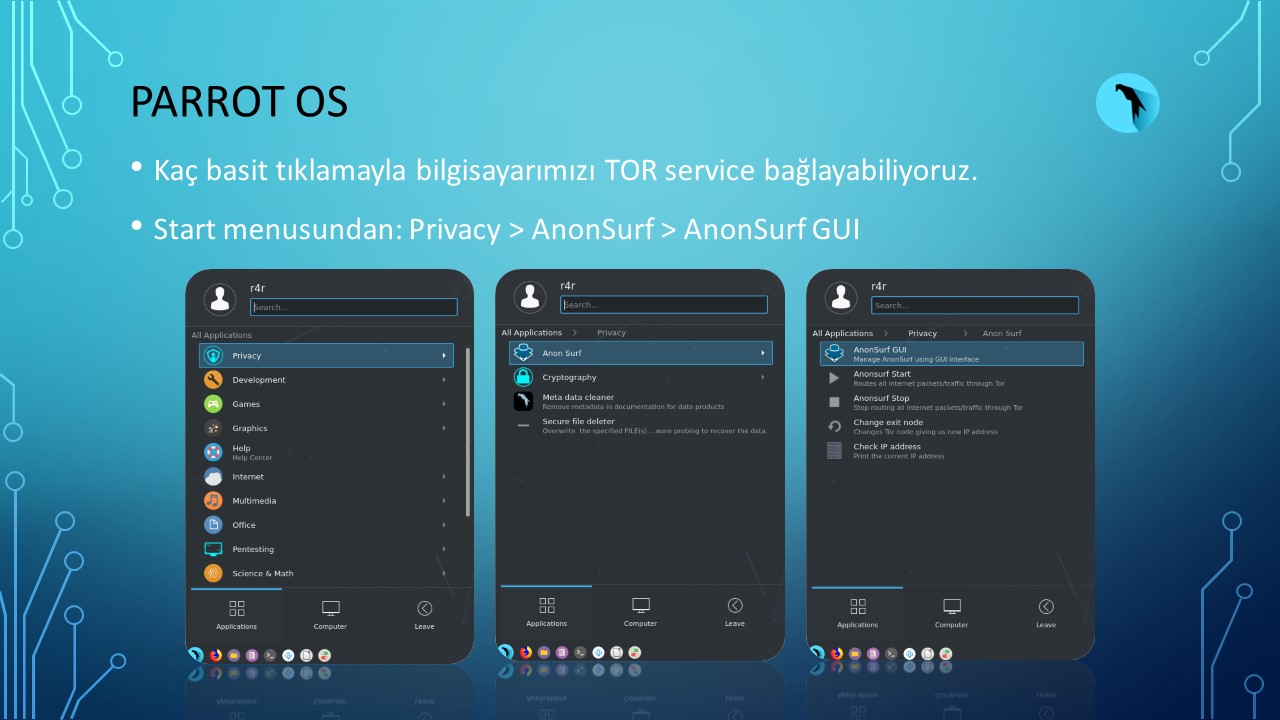 PARROT OS
• Kaç basit tıklamayla bilgisayarımızı TOR service bağlayabiliyoruz.
• Start menusundan: Privacy > AnonSurf > AnonSurf GUI
r4r
Search...
All Applications
Privacy
Development
Games
Graphics
Help
Help Center
Internet
Multimedia
Office
Pentesting
Science & Math
Applications
Computer
Leave
r4r
Search...
All Applications > Privacy
Anon Surf
Cryptography
Meta data cleaner
Remove metadata in documentation for data products
Secure file deleter
Overwrite the specified FILE(s) ...ware probing to recover the data.
Applications
Computer
Leave
r4r
Search...
All Applications > Privacy > Anon Surf
AnonSurf GUI
Manage AnonSurf using GUI interface
Anonsurf Start
Routes all internet packets/traffic through Tor
Anonsurf Stop
Stop routing all internet packets/traffic through Tor
Change exit node
Changes Tor node giving us new IP address
Check IP address
Print the current IP address
Applications
Computer
Leave